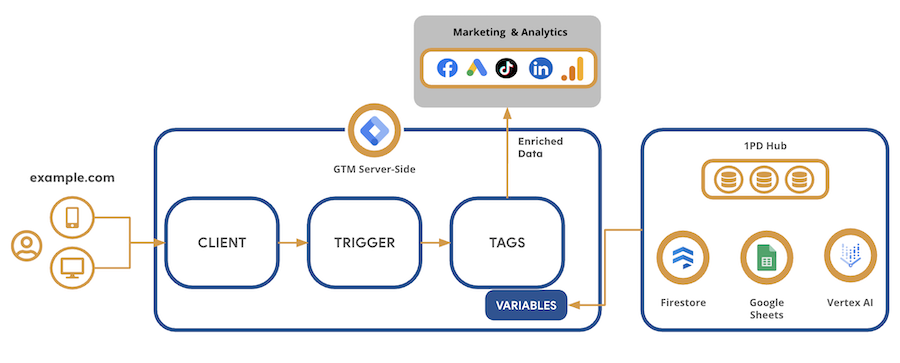 Marketing & Analytics
in
Enriched
Data
GTM Server-Side
1PD Hub
example.com
CLIENT
TRIGGER
TAGS
VARIABLES
Firestore
Google
Sheets
Vertex AI